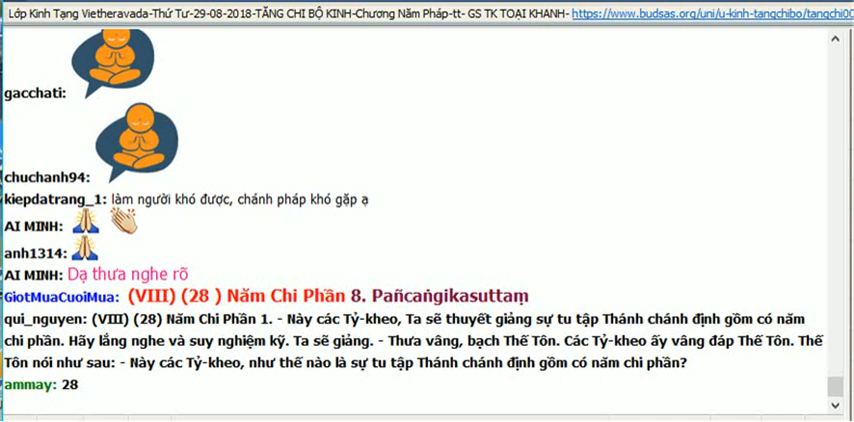 Lớp Kinh Tạng Vietheravada-Thứ Tư-29-08-2018-TĂNG CHI BỘ KINH-Chương Năm Pháp-tt- GS TK TOẠI KHANH- https://www.budsas.org/uni/u-kinh-tangchibo/tangchi00
gacchati:
chuchanh94:
kiepdatrang_1: làm người khó được, chánh pháp khó gặp ạ
AI MINH: 🙏 👏
anh1314: 🙏
AI MINH: Dạ thưa nghe rõ
GiotMuaCuoiMua: (VIII) (28 ) Năm Chi Phần 8. Pañcaṅgikasuttaṃ
qui_nguyen: (VIII) (28) Năm Chi Phần 1. - Này các Tỷ-kheo, Ta sẽ thuyết giảng sự tu tập Thánh chánh định gồm có năm
chi phần. Hãy lắng nghe và suy nghiệm kỹ. Ta sẽ giảng. - Thưa vâng, bạch Thế Tôn. Các Tỷ-kheo ấy vâng đáp Thế Tôn. Thế
Tôn nói như sau: - Này các Tỷ-kheo, như thế nào là sự tu tập Thánh chánh định gồm có năm chi phần?
ammay: 28